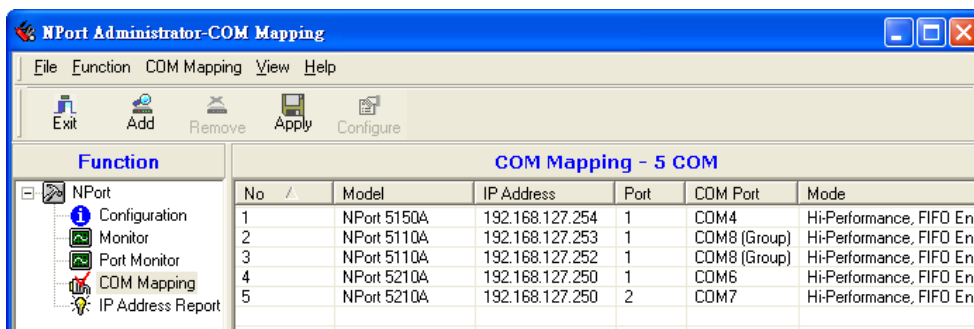 NPort Administrator-COM Mapping
File Function COM Mapping View Help
Exit Add Remove Apply Configure
Function
COM Mapping - 5 COM
NPort
Configuration
Monitor
Port Monitor
COM Mapping
IP Address Report
No Model IP Address Port COM Port Mode
1 NPort 5150A 192.168.127.254 1 COM4 Hi-Performance, FIFO En
2 NPort 5110A 192.168.127.253 1 COM8 (Group) Hi-Performance, FIFO En
3 NPort 5110A 192.168.127.252 1 COM8 (Group) Hi-Performance, FIFO En
4 NPort 5210A 192.168.127.250 1 COM6 Hi-Performance, FIFO En
5 NPort 5210A 192.168.127.250 2 COM7 Hi-Performance, FIFO En